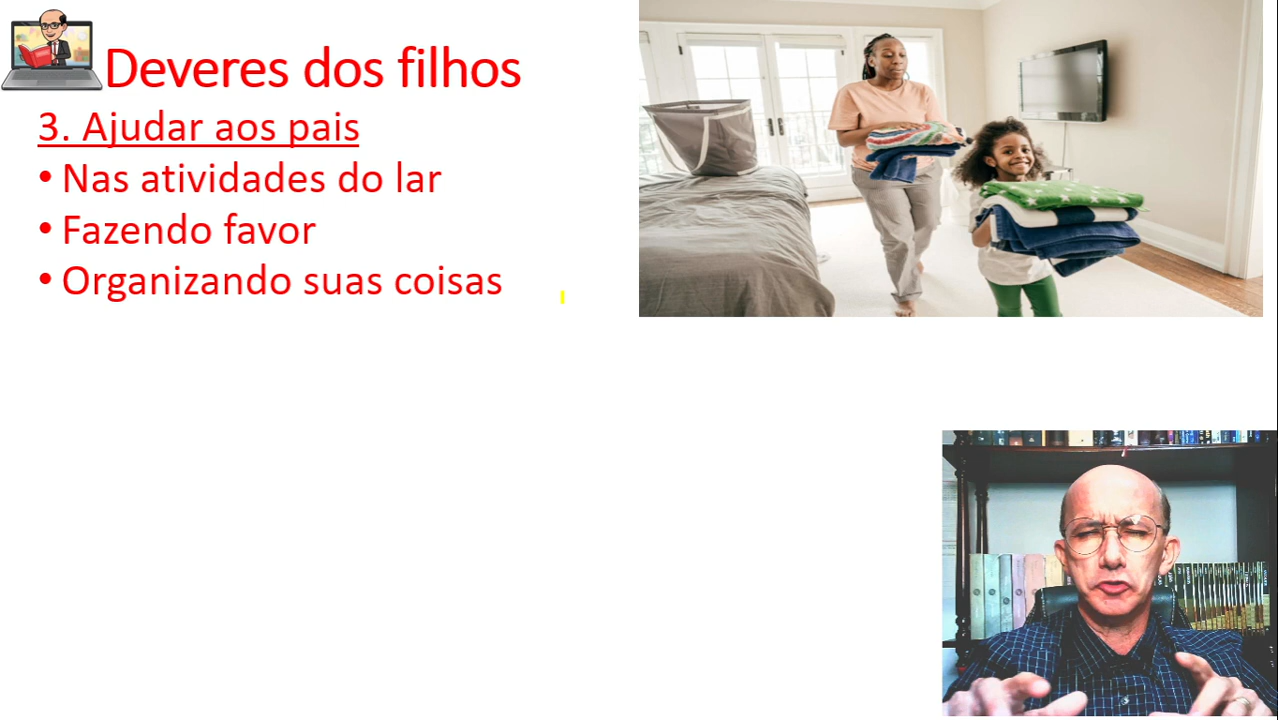 Deveres dos filhos
3. Ajudar aos pais
• Nas atividades do lar
• Fazendo favor
• Organizando suas coisas